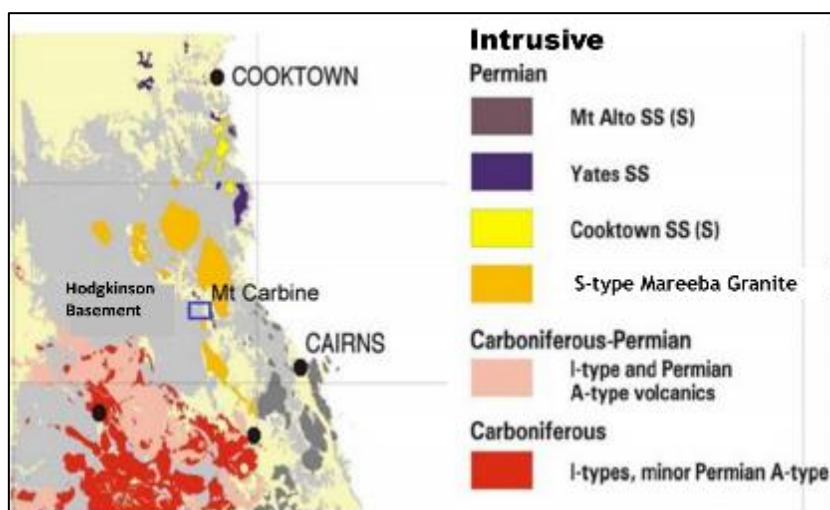 COOKTOWN
Hodgkinson
Basement
Mt Carbine
CAIRNS
Intrusive
Permian
Mt Alto SS (S)
Yates SS
Cooktown SS (S)
S-type Mareeba Granite
Carboniferous-Permian
I-type and Permian
A-type volcanics
Carboniferous
I-types, minor Permian A-type